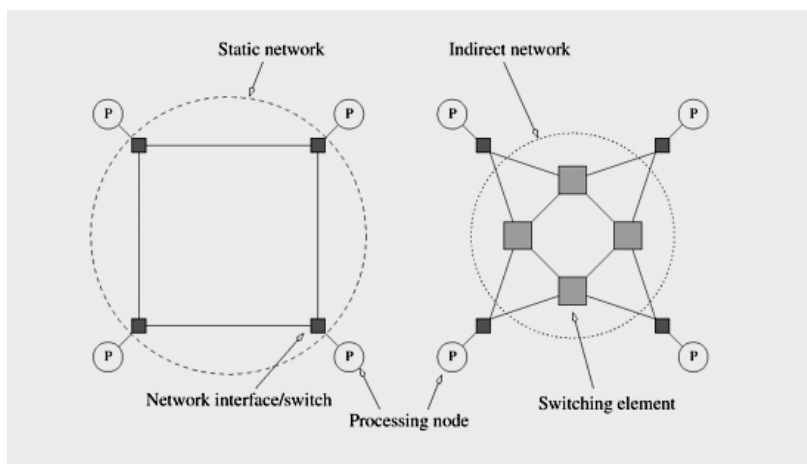 Static network
Indirect network
P
P
P
P
P
P
P
P
Network interface/switch
Processing node
Switching element